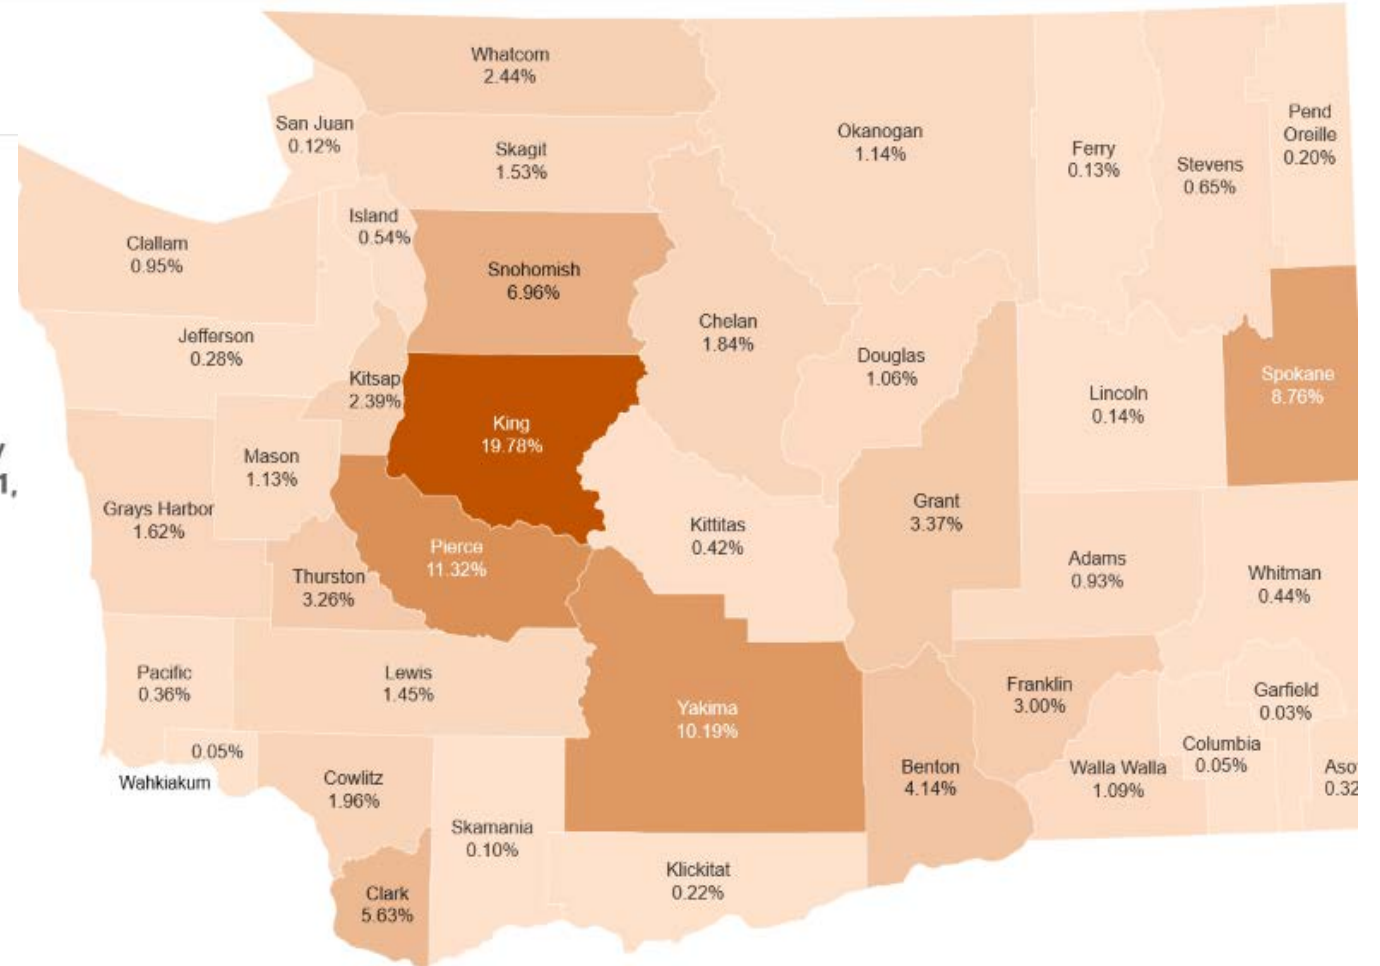 Whatcom
2.44%
San Juan
0.12%
Skagit
1.53%
Okanogan
1.14%
Ferry
0.13%
Stevens
0.65%
Pend
Oreille
0.20%
Island
0.54%
Clallam
0.95%
Snohomish
6.96%
Chelan
1.84%
Jefferson
0.28%
Kitsap
2.39%
Douglas
1.06%
Lincoln
0.14%
Spokane
8.76%
King
19.78%
1,
Mason
1.13%
Grays Harbor
1.62%
Kittitas
0.42%
Grant
3.37%
Pierce
11.32%
Thurston
3.26%
Adams
0.93%
Whitman
0.44%
Pacific
0.36%
Lewis
1.45%
Yakima
10.19%
Franklin
3.00%
Garfield
0.03%
0.05%
Wahkiakum
Cowlitz
1.96%
Benton
4.14%
Walla Walla
1.09%
Columbia
0.05%
Aso
0.32
Skamania
0.10%
Klickitat
0.22%
Clark
5.63%